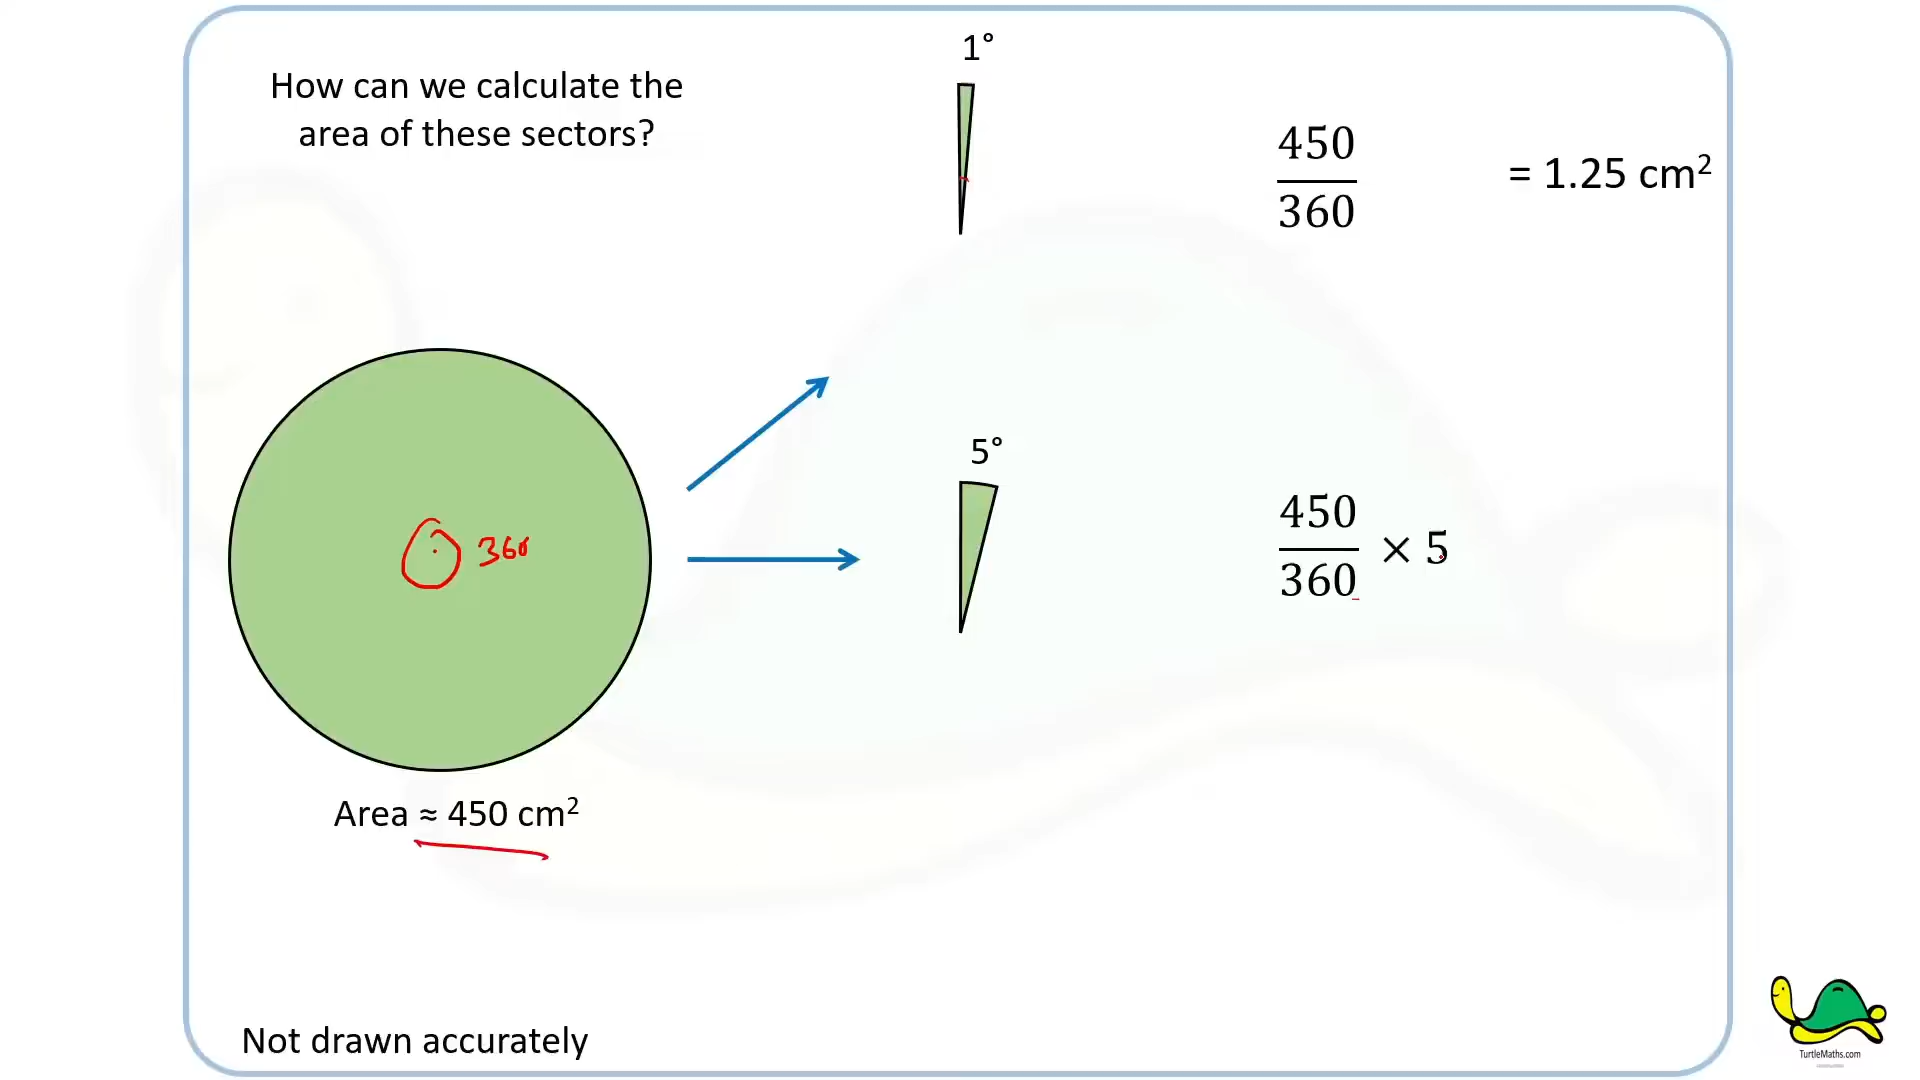 How can we calculate the
area of these sectors?
1°
450
360
= 1.25 cm²
5°
450
360
× 5
360
Area ≈ 450 cm²
Not drawn accurately
TurtleMaths.com